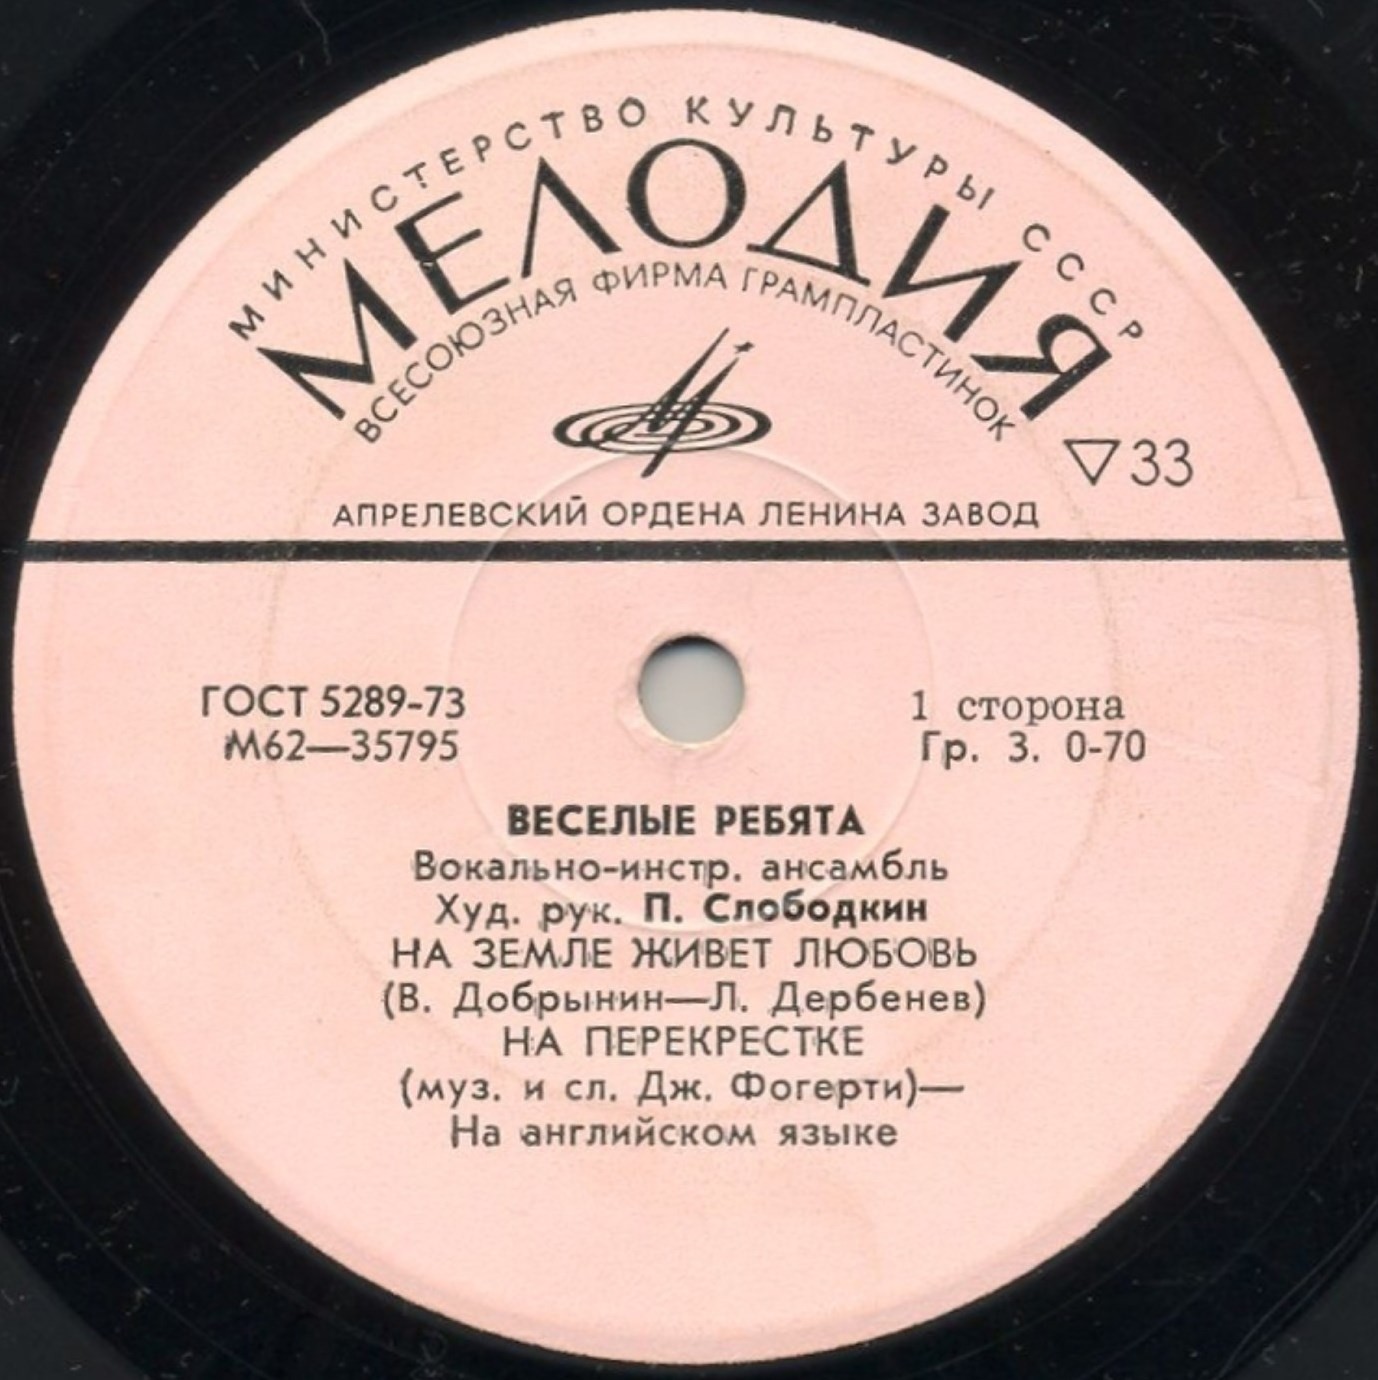 МИНИСТЕРСТВО КУЛЬТУРЫ СССР
МЕЛОДИЯ
ВСЕСОЮЗНАЯ ФИРМА ГРАМПЛАСТИНОК
33
АПРЕЛЕВСКИЙ ОРДЕНА ЛЕНИНА ЗАВОД
ГОСТ 5289-73
М62—35795
1 сторона
Гр. 3. 0-70
ВЕСЕЛЫЕ РЕБЯТА
Вокально-инстр. ансамбль
Худ. рук. П. Слободкин
НА ЗЕМЛЕ ЖИВЕТ ЛЮБОВЬ
(В. Добрынин—Л. Дербенев)
НА ПЕРЕКРЕСТКЕ
(муз. и сл. Дж. Фогерти)—
На английском языке